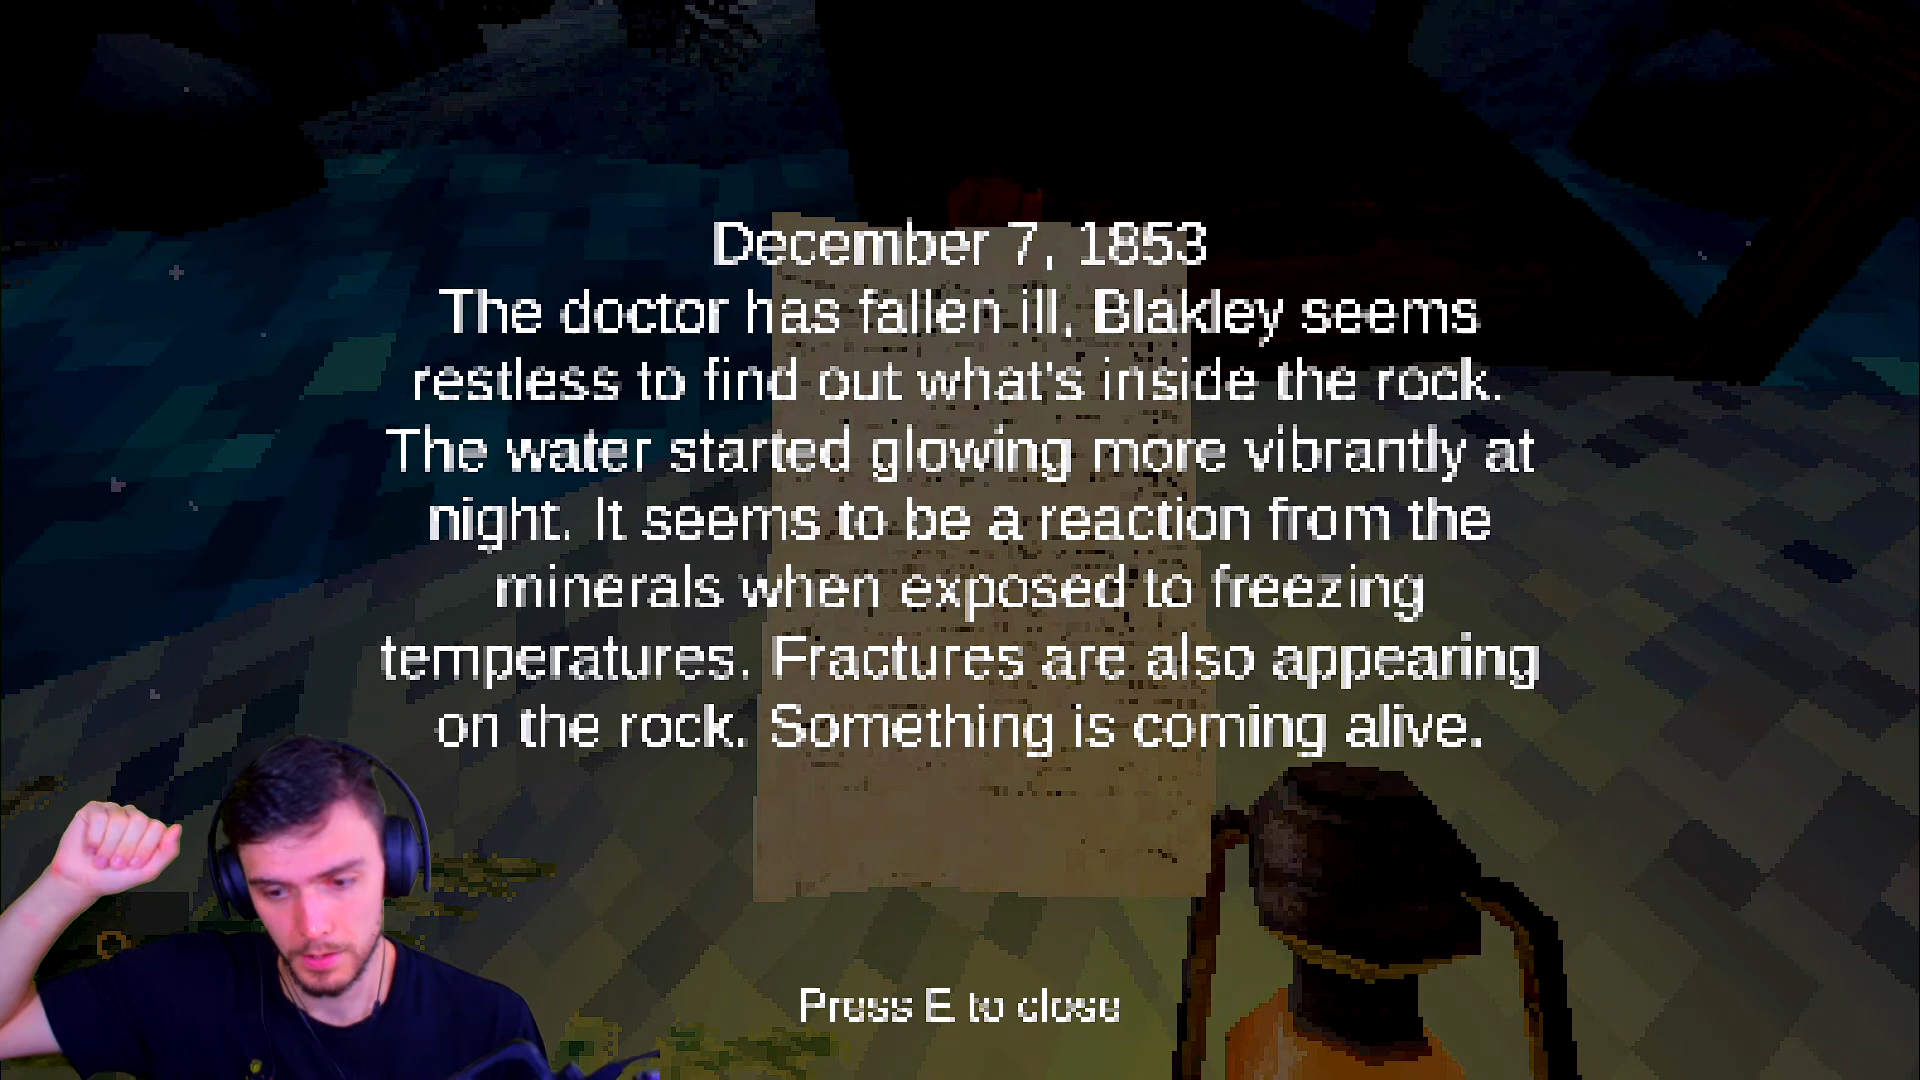 December 7, 1853
The doctor has fallen ill, Blakley seems
restless to find out what's inside the rock.
The water started glowing more vibrantly at
night. It seems to be a reaction from the
minerals when exposed to freezing
temperatures. Fractures are also appearing
on the rock. Something is coming alive.
Press E to close